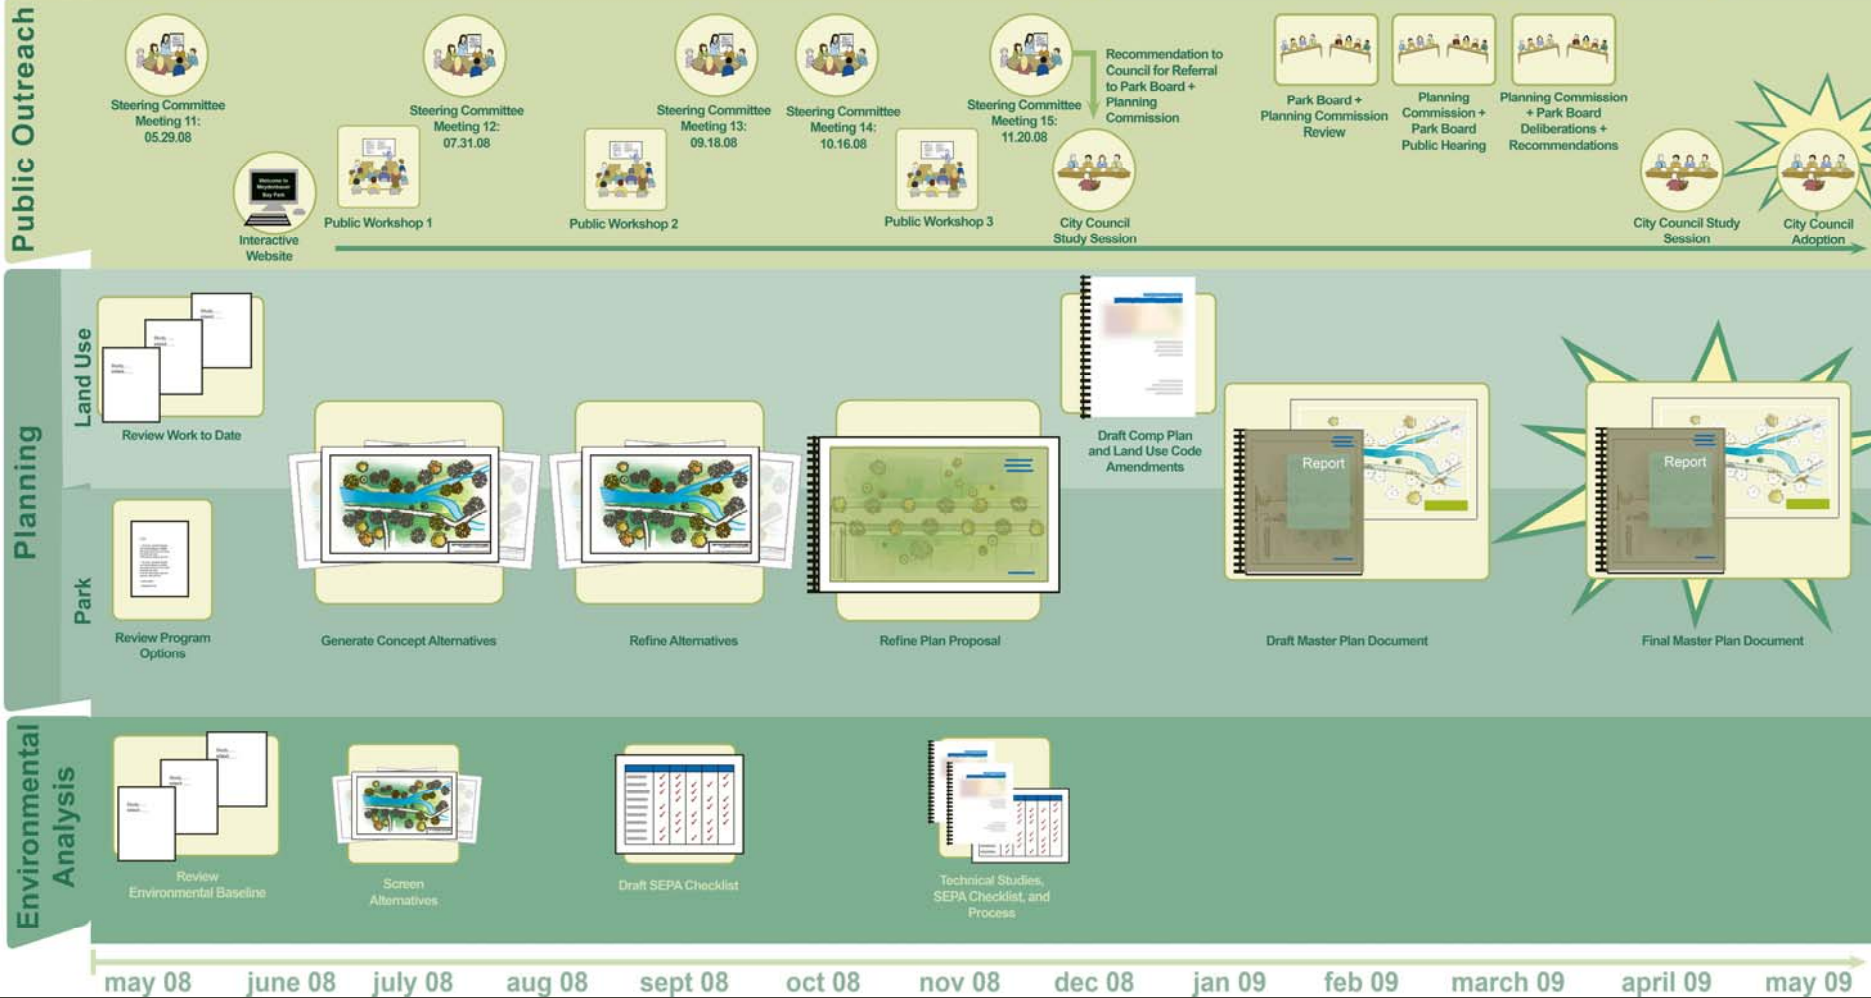 Public Outreach
Steering Committee
Meeting 11:
05.29.08
Interactive
Website
Welcome to
Meydenbauer
Bay Park
Public Workshop 1
Steering Committee
Meeting 12:
07.31.08
Public Workshop 2
Steering Committee
Meeting 13:
09.18.08
Steering Committee
Meeting 14:
10.16.08
Public Workshop 3
Steering Committee
Meeting 15:
11.20.08
Recommendation to
Council for Referral
to Park Board +
Planning
Commission
City Council
Study Session
Park Board +
Planning Commission
Review
Planning
Commission +
Park Board
Public Hearing
Planning Commission
+ Park Board
Deliberations +
Recommendations
City Council Study
Session
City Council
Adoption
Planning
Land Use
Review Work to Date
Draft Comp Plan
and Land Use Code
Amendments
Park
Review Program
Options
Generate Concept Alternatives
Refine Alternatives
Refine Plan Proposal
Report
Draft Master Plan Document
Report
Final Master Plan Document
Environmental
Analysis
Review
Environmental Baseline
Screen
Alternatives
Draft SEPA Checklist
Technical Studies,
SEPA Checklist, and
Process
may 08 june 08 july 08 aug 08 sept 08 oct 08 nov 08 dec 08 jan 09 feb 09 march 09 april 09 may 09